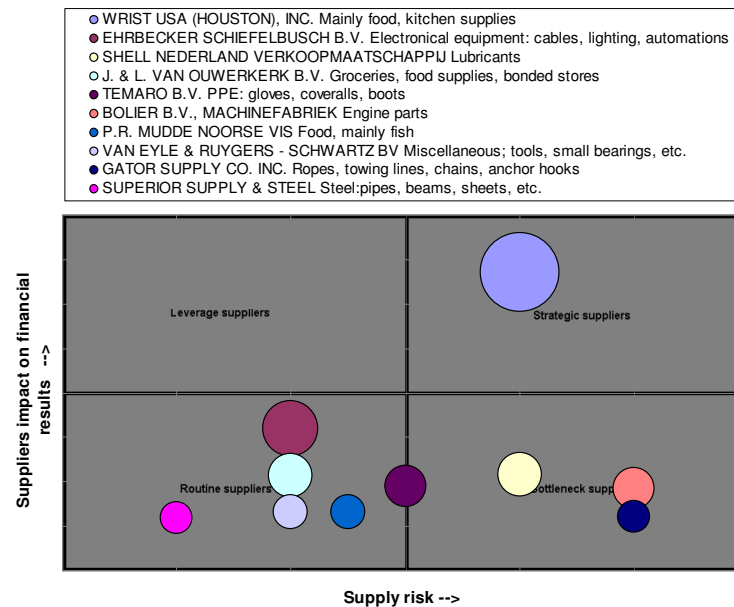 WRIST USA (HOUSTON), INC. Mainly food, kitchen supplies
EHRBECKER SCHIEFELBUSCH B.V. Electronical equipment: cables, lighting, automations
SHELL NEDERLAND VERKOOPMAATSCHAPPIJ Lubricants
J. & L. VAN OUWERKERK B.V. Groceries, food supplies, bonded stores
TEMARO B.V. PPE: gloves, coveralls, boots
BOLIER B.V., MACHINEFABRIEK Engine parts
P.R. MUDDE NOORSE VIS Food, mainly fish
VAN EYLE & RUYGERS - SCHWARTZ BV Miscellaneous; tools, small bearings, etc.
GATOR SUPPLY CO. INC. Ropes, towing lines, chains, anchor hooks
SUPERIOR SUPPLY & STEEL Steel:pipes, beams, sheets, etc.
Suppliers impact on financial
results -->
Leverage suppliers
Strategic suppliers
Routine suppliers
Supply risk -->